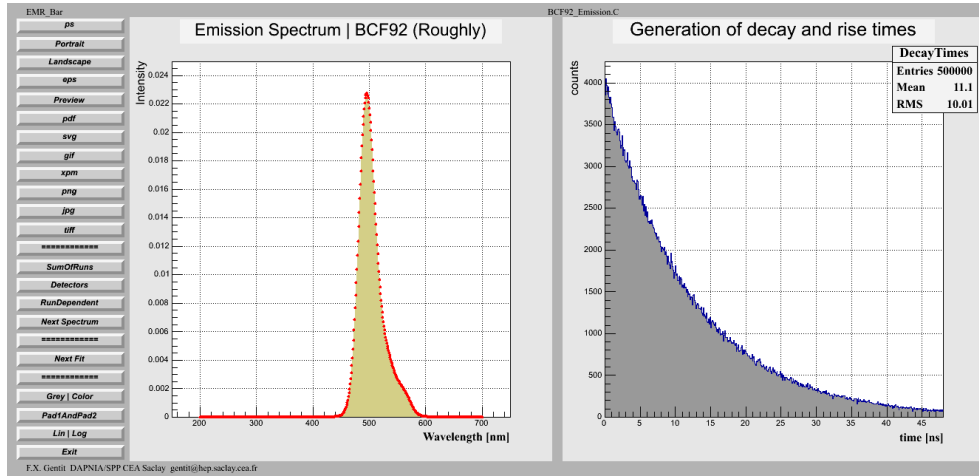 EMR_Bar
BCF92_Emission.C
ps
Portrait
Landscape
eps
Preview
pdf
svg
gif
xpm
png
jpg
tiff
============
SumOfRuns
Detectors
RunDependent
Next Spectrum
============
Next Fit
============
Grey | Color
Pad1AndPad2
Lin | Log
Exit
Emission Spectrum | BCF92 (Roughly)
Intensity
0.024
0.022
0.02
0.018
0.016
0.014
0.012
0.01
0.008
0.006
0.004
0.002
0
200 300 400 500 600 700
Wavelength [nm]
Generation of decay and rise times
DecayTimes
Entries 500000
Mean 11.1
RMS 10.01
counts
4000
3500
3000
2500
2000
1500
1000
500
0
0 5 10 15 20 25 30 35 40 45
time [ns]
F.X. Gentit DAPNIA/SPP CEA Saclay gentit@hep.saclay.cea.fr